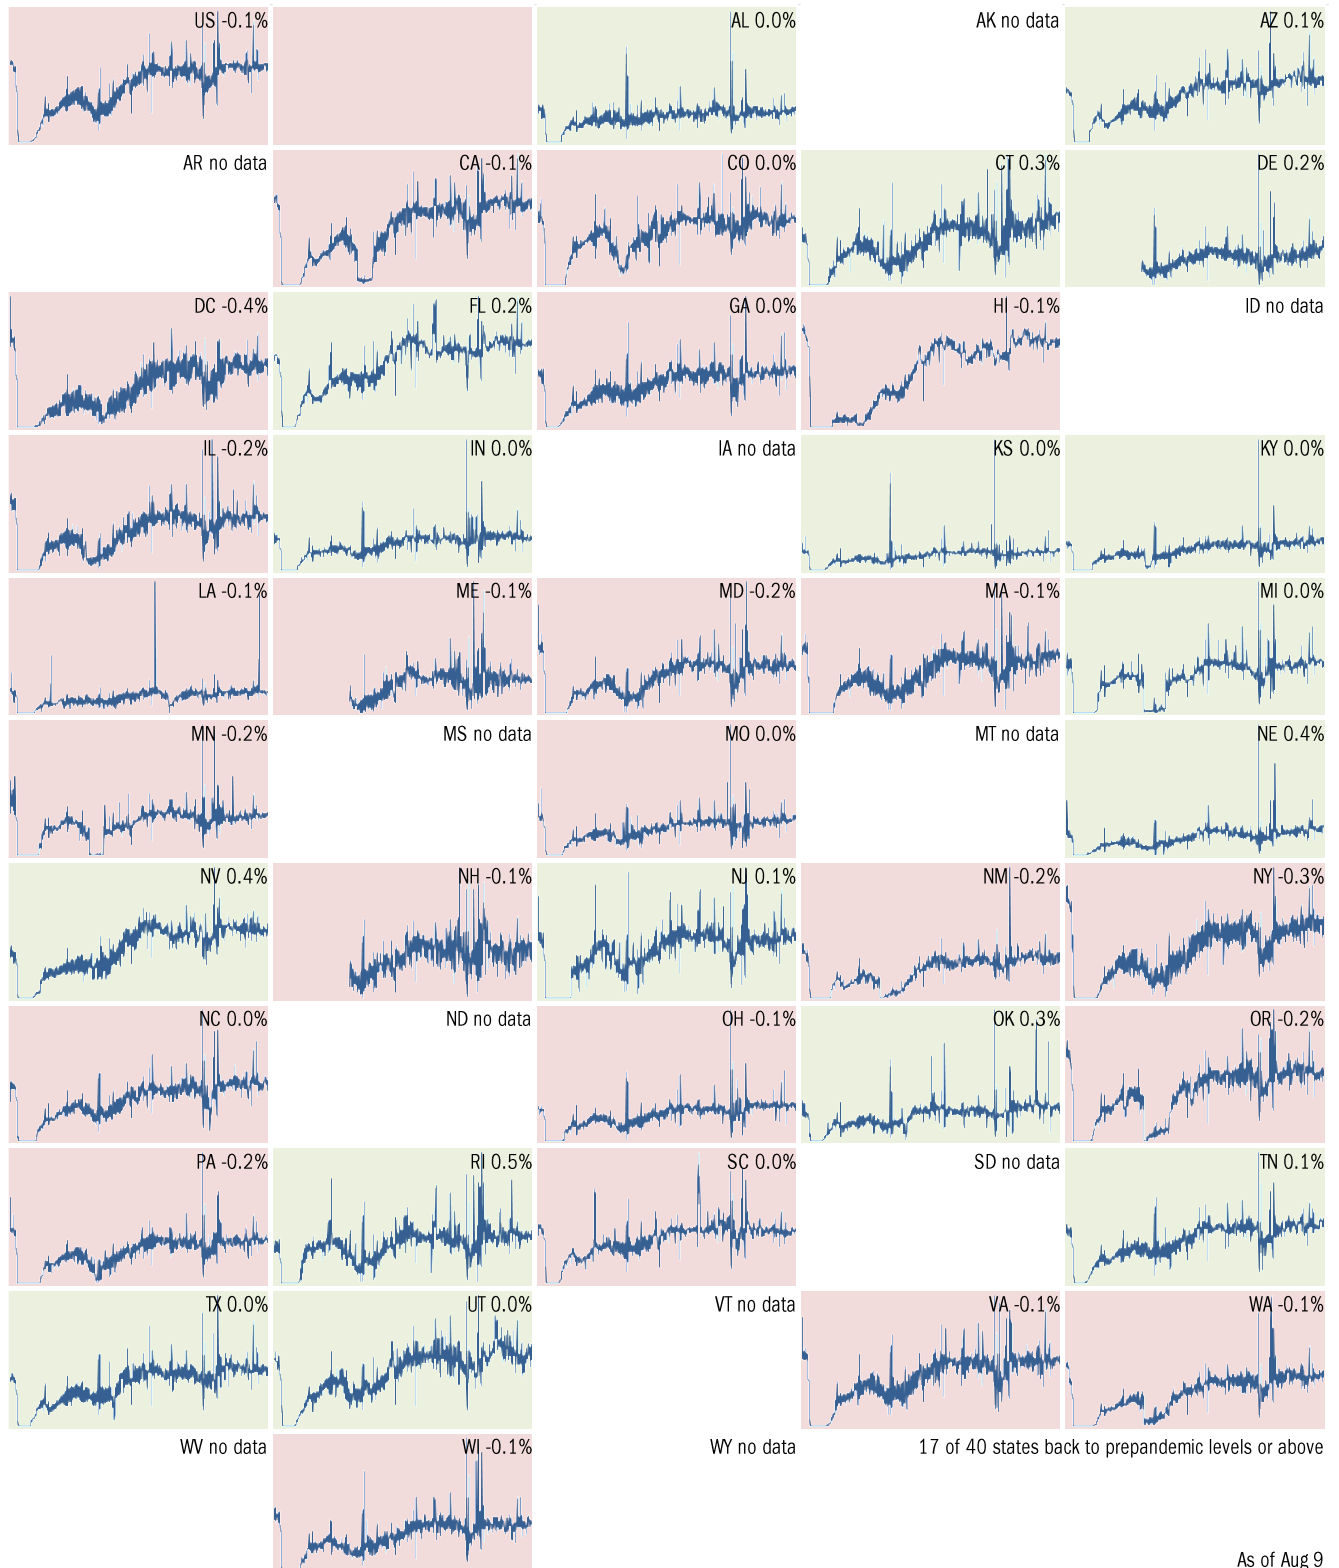 US -0.1%
AL 0.0%
AK no data
AZ 0.1%
AR no data
CA -0.1%
CO 0.0%
CT 0.3%
DE 0.2%
DC -0.4%
FL 0.2%
GA 0.0%
HI -0.1%
ID no data
IL -0.2%
IN 0.0%
IA no data
KS 0.0%
KY 0.0%
LA -0.1%
ME -0.1%
MD -0.2%
MA -0.1%
MI 0.0%
MN -0.2%
MS no data
MO 0.0%
MT no data
NE 0.4%
NV 0.4%
NH -0.1%
NJ 0.1%
NM -0.2%
NY -0.3%
NC 0.0%
ND no data
OH -0.1%
OK 0.3%
OR -0.2%
PA -0.2%
RI 0.5%
SC 0.0%
SD no data
TN 0.1%
TX 0.0%
UT 0.0%
VT no data
VA -0.1%
WA -0.1%
WV no data
WI -0.1%
WY no data
17 of 40 states back to prepandemic levels or above
As of Aug 9